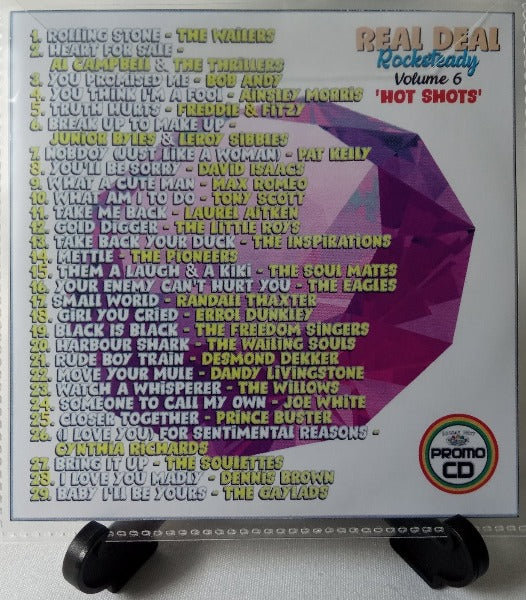 REAL DEAL
Rocksteady
Volume 6
'HOT SHOTS'
1. ROLLING STONE - THE WAILERS
2. HEART FOR SALE -
AL CAMPBELL & THE THRILLERS
3. YOU PROMISED ME - BOB ANDY
4. YOU THINK I'M A FOOL - AINSLEY MORRIS
5. TRUTH HURTS - FREDDIE & FITZY
6. BREAK UP TO MAKE UP -
JUNIOR BYLES & LEROY SIBBLES
7. NOBDOY (JUST LIKE A WOMAN) - PAT KELLY
8. YOU'LL BE SORRY - DAVID ISAACS
9. WHAT A CUTE MAN - MAX ROMEO
10. WHAT AM I TO DO - TONY SCOTT
11. TAKE ME BACK - LAUREL AITKEN
12. GOLD DIGGER - THE LITTLE ROYS
13. TAKE BACK YOUR DUCK - THE INSPIRATIONS
14. METTLE - THE PIONEERS
15. THEM A LAUGH & A KIKI - THE SOUL MATES
16. YOUR ENEMY CAN'T HURT YOU - THE EAGLES
17. SMALL WORLD - RANDALL THAXTER
18. GIRL YOU CRIED - ERROL DUNKLEY
19. BLACK IS BLACK - THE FREEDOM SINGERS
20. HARBOUR SHARK - THE WAILING SOULS
21. RUDE BOY TRAIN - DESMOND DEKKER
22. MOVE YOUR MULE - DANDY LIVINGSTONE
23. WATCH A WHISPERER - THE WILLOWS
24. SOMEONE TO CALL MY OWN - JOE WHITE
25. CLOSER TOGETHER - PRINCE BUSTER
26. (I LOVE YOU) FOR SENTIMENTAL REASONS -
CYNTHIA RICHARDS
27. BRING IT UP - THE SOULETTES
28. I LOVE YOU MADLY - DENNIS BROWN
29. BABY I'LL BE YOURS - THE GAYLADS
PROMO
CD